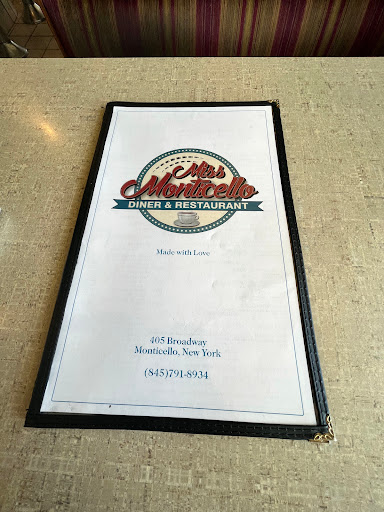 Miss
Monticello
DINER & RESTAURANT
Made with Love
405 Broadway
Monticello, New York
(845)791-8934